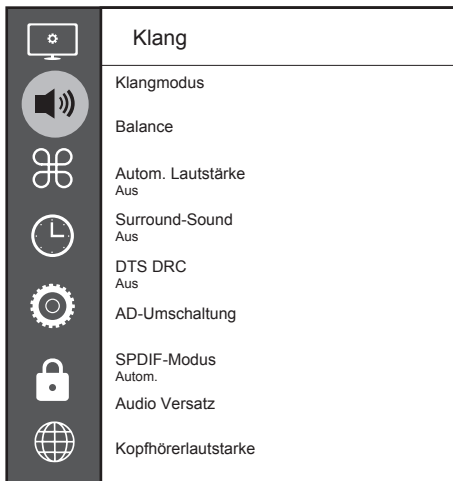 Klang
Klangmodus
Balance
Autom. Lautstärke
Aus
Surround-Sound
Aus
DTS DRC
Aus
AD-Umschaltung
SPDIF-Modus
Autom.
Audio Versatz
Kopfhörerlautstarke